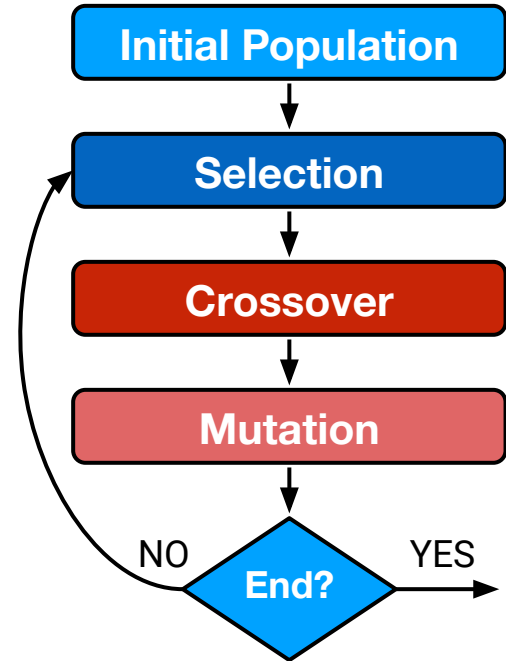 Initial Population
Selection
Crossover
Mutation
NO
YES
End?